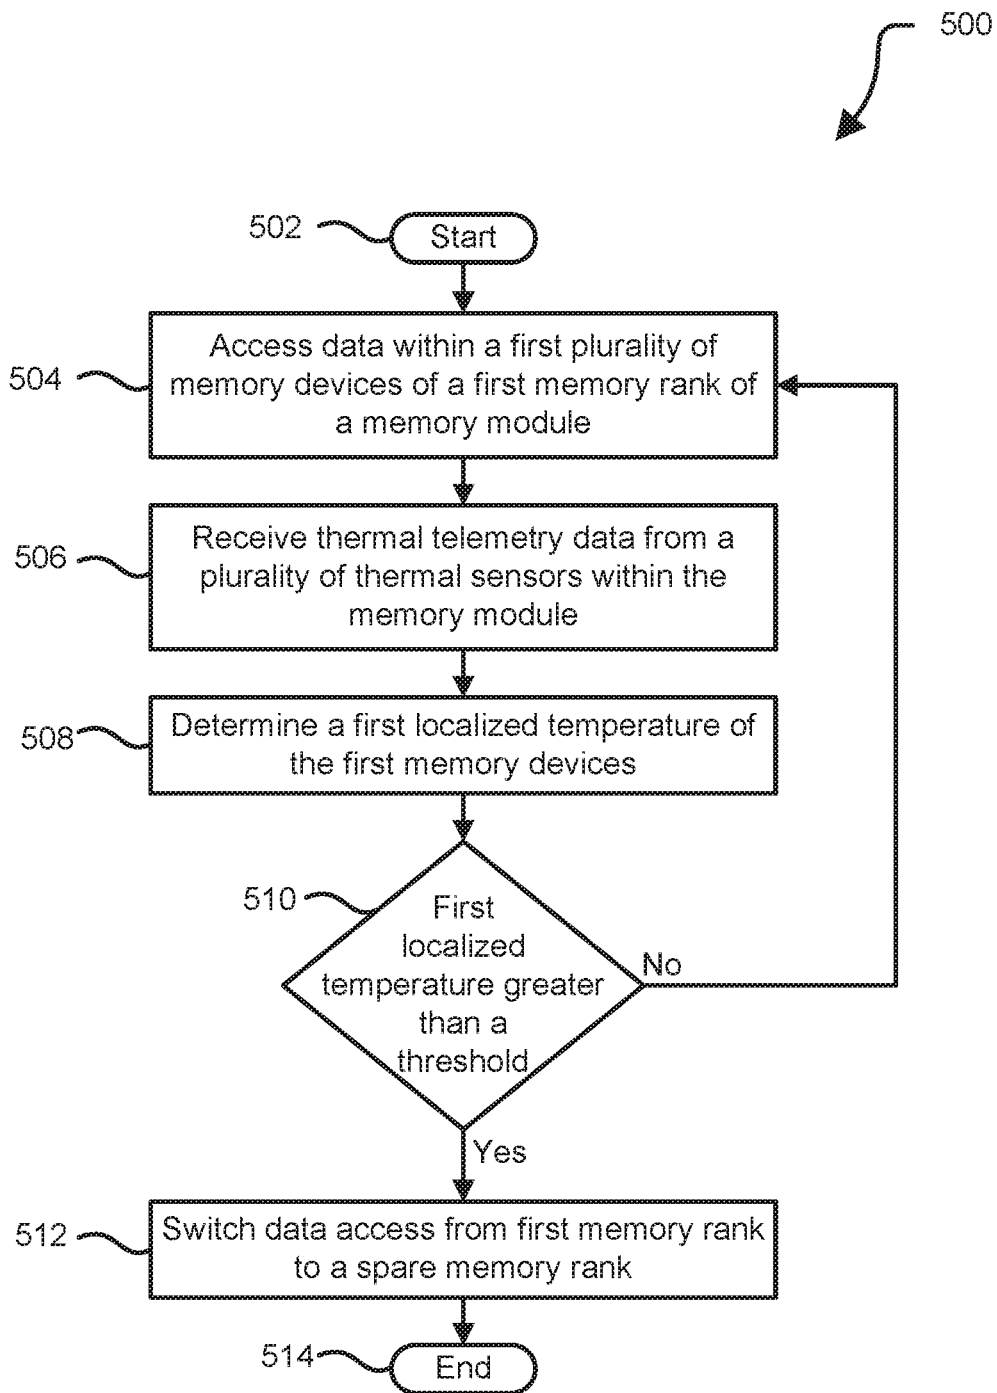 500
502
Start
504
Access data within a first plurality of
memory devices of a first memory rank of
a memory module
506
Receive thermal telemetry data from a
plurality of thermal sensors within the
memory module
508
Determine a first localized temperature of
the first memory devices
510
First
localized
temperature greater
than a
threshold
No
Yes
512
Switch data access from first memory rank
to a spare memory rank
514
End